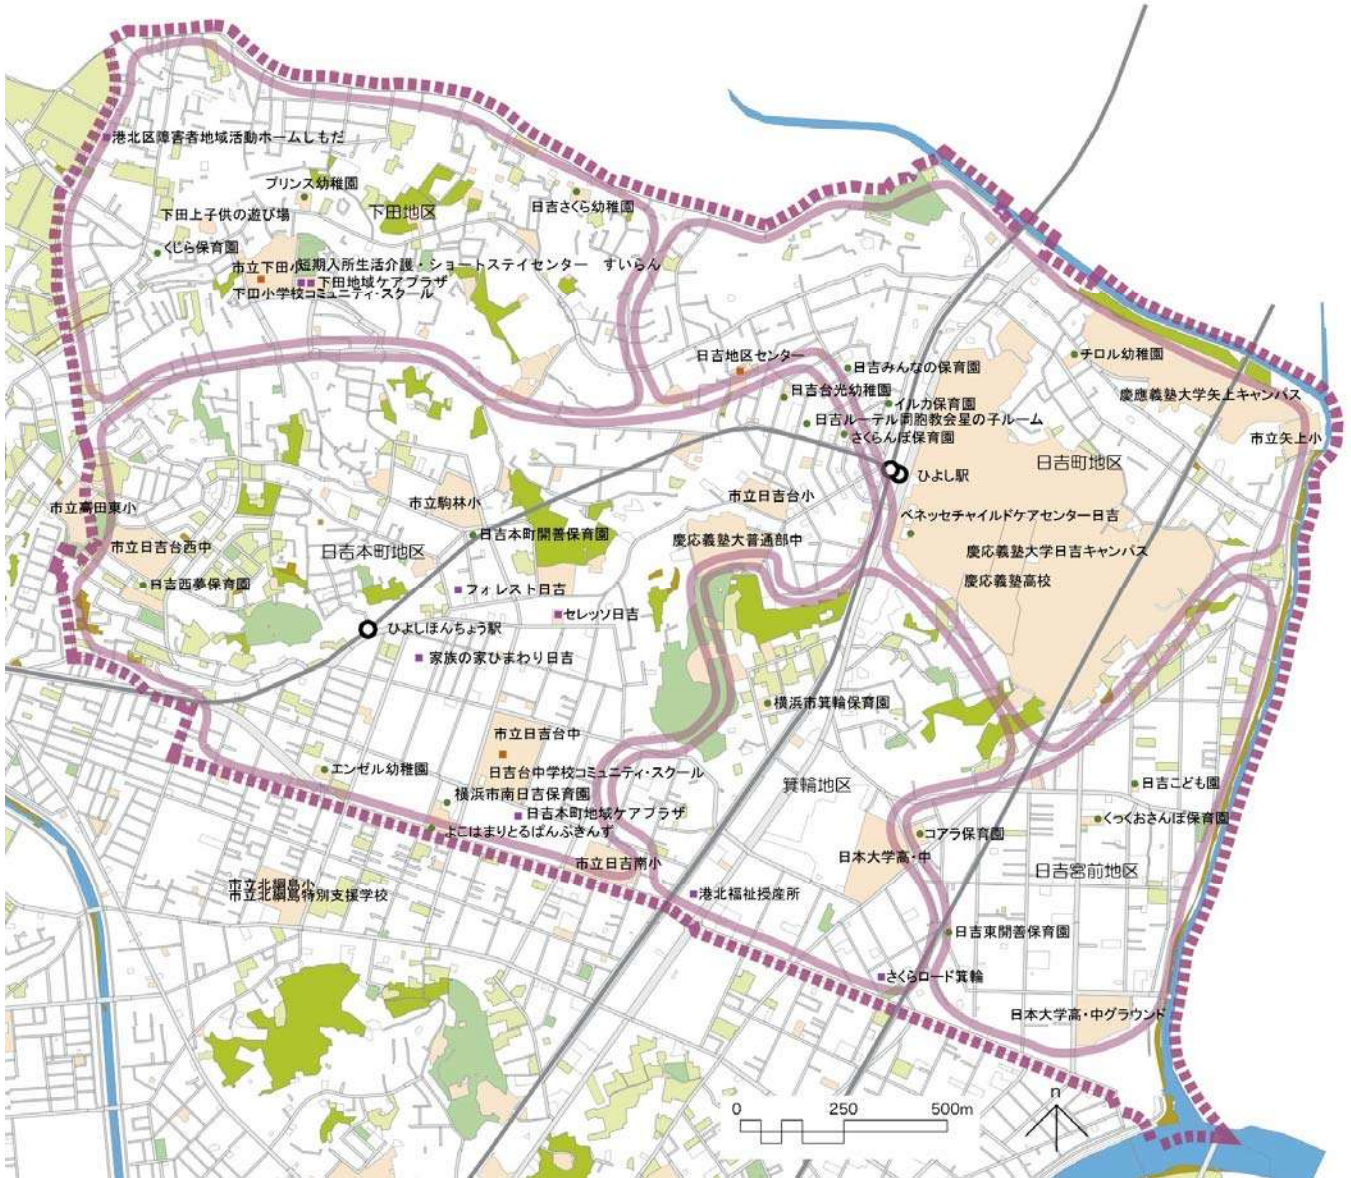 港北区障害者地域活動ホームしもだ
プリンス幼稚園
下田地区
日吉さくら幼稚園
下田上子供の遊び場
くじら保育園
市立下田小
短期入所生活介護・ショートステイセンター すいらん
下田地域ケアプラザ
下田小学校コミュニティ・スクール
日吉地区センター
日吉みんなの保育園
チロル幼稚園
日吉台光幼稚園
イルカ保育園
慶應義塾大学矢上キャンパス
日吉ルーテル同胞教会星の子ルーム
さくらんぼ保育園
市立矢上小
日吉町地区
ひよし駅
市立駒林小
市立日吉台小
市立高田東小
ベネッセチャイルドケアセンター日吉
日吉本町開善保育園
慶応義塾大普通部中
市立日吉台西中
日吉本町地区
慶応義塾大学日吉キャンパス
日吉西夢保育園
フォレスト日吉
慶応義塾高校
セレッソ日吉
ひよしほんちょう駅
家族の家ひまわり日吉
横浜市箕輪保育園
市立日吉台中
エンゼル幼稚園
日吉台中学校コミュニティ・スクール
箕輪地区
日吉こども園
横浜市南日吉保育園
日吉本町地域ケアプラザ
くっくおさんぽ保育園
よこはまりとるぱんぷきんず
コアラ保育園
市立日吉南小
日本大学高・中
日吉宮前地区
市立北綱島小
市立北綱島特別支援学校
港北福祉授産所
日吉東開善保育園
さくらロード箕輪
日本大学高・中グラウンド
n
0 250 500m